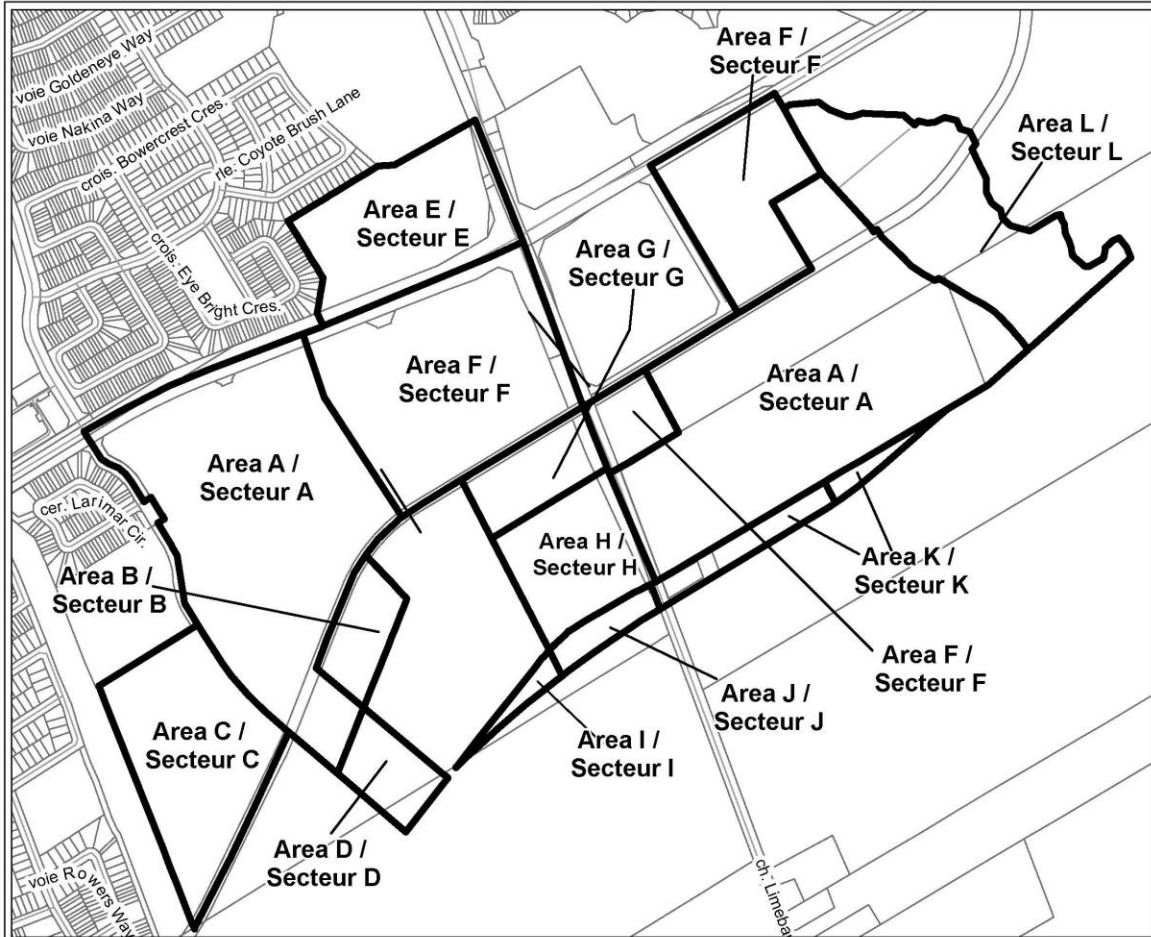 voie Goldeneye Way
voie Nakina Way
crois. Bowercrest Cres.
rle. Coyote Brush Lane
crois. Eye Bright Cres.
Area F /
Secteur F
Area L /
Secteur L
Area E /
Secteur E
Area G /
Secteur G
Area F /
Secteur F
Area A /
Secteur A
Area A /
Secteur A
cer. Larimar Cir.
Area H /
Secteur H
Area B /
Secteur B
Area K /
Secteur K
Area F /
Secteur F
Area J /
Secteur J
Area C /
Secteur C
Area I /
Secteur I
Area D /
Secteur D
voie Rowers Way
ch. Limeban